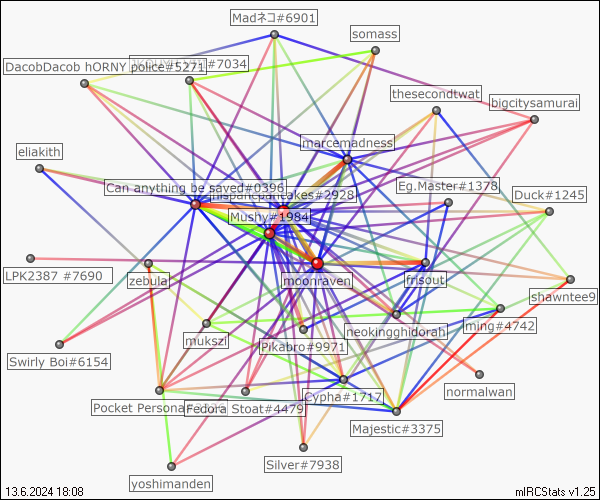 Madネコ#6901
somass
#7034
DacobDacob hORNY police#5271
thesecondtwat
bigcitysamurai
marcemadness
eliakith
Can anything be saved#0396
Eg.Master#1378
mspancpancakes#2928
Duck#1245
Mushy#1984
LPK2387 #7690
zebula
moonraven
frisout
shawntee9
neokingghidorah
ming#4742
mukszi
Pikabro#9971
Swirly Boi#6154
normalwan
Cypha#1717
Pocket Persona
Fedora Stoat#4479
Majestic#3375
Silver#7938
yoshimanden
13.6.2024 18:08
mIRCStats v1.25